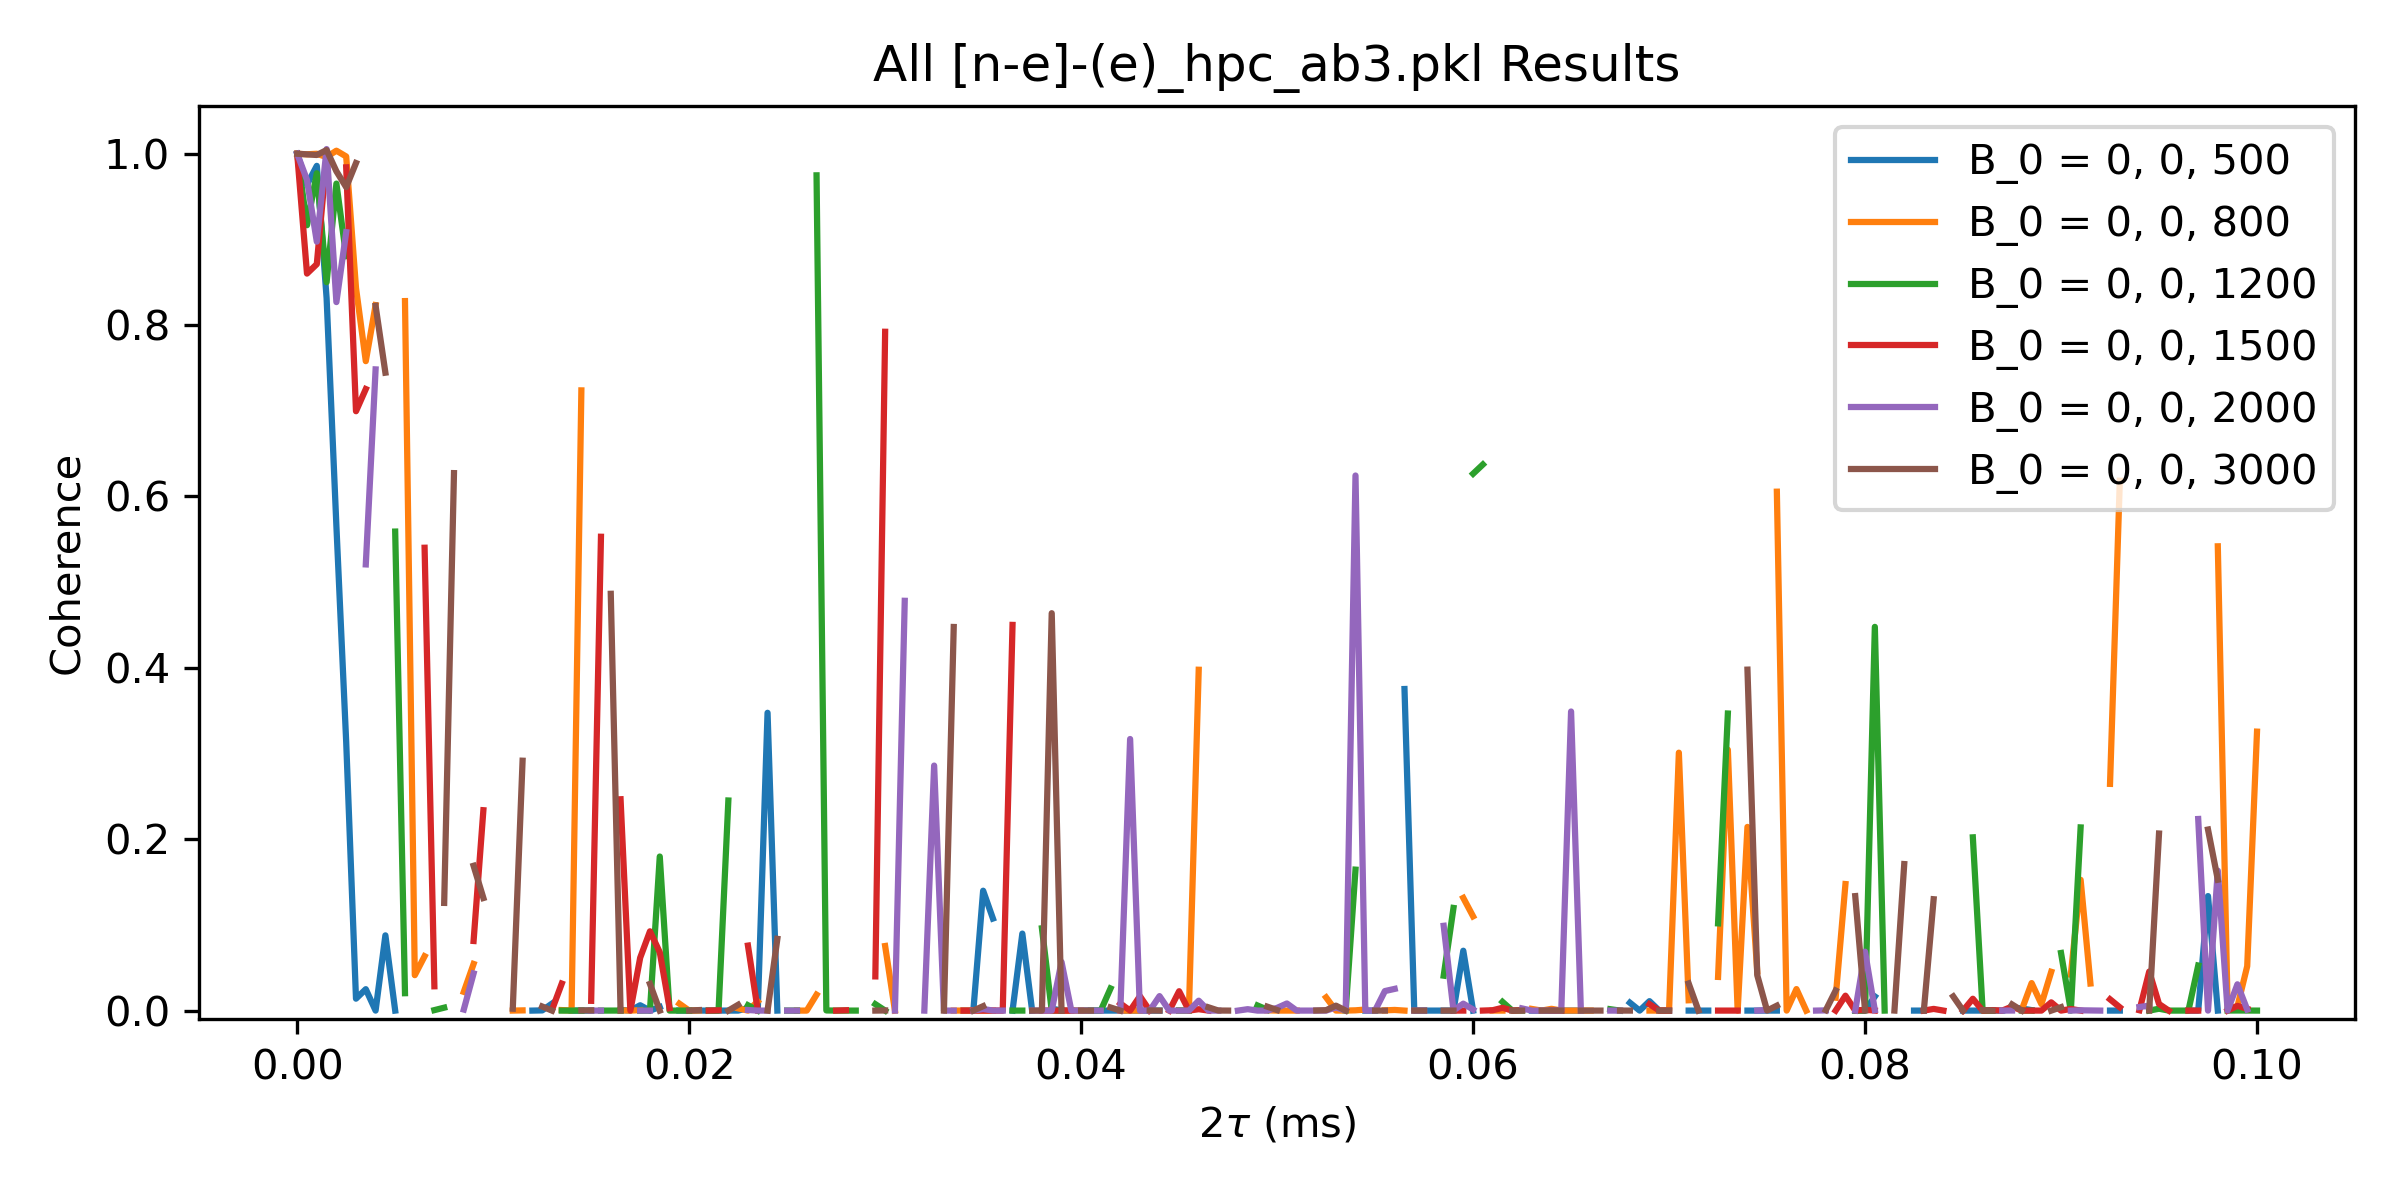 All [n-e]-(e)_hpc_ab3.pkl Results
Coherence
1.0
0.8
0.6
0.4
0.2
0.0
0.00
0.02
0.04
0.06
0.08
0.10
2τ (ms)
B_0 = 0, 0, 500
B_0 = 0, 0, 800
B_0 = 0, 0, 1200
B_0 = 0, 0, 1500
B_0 = 0, 0, 2000
B_0 = 0, 0, 3000